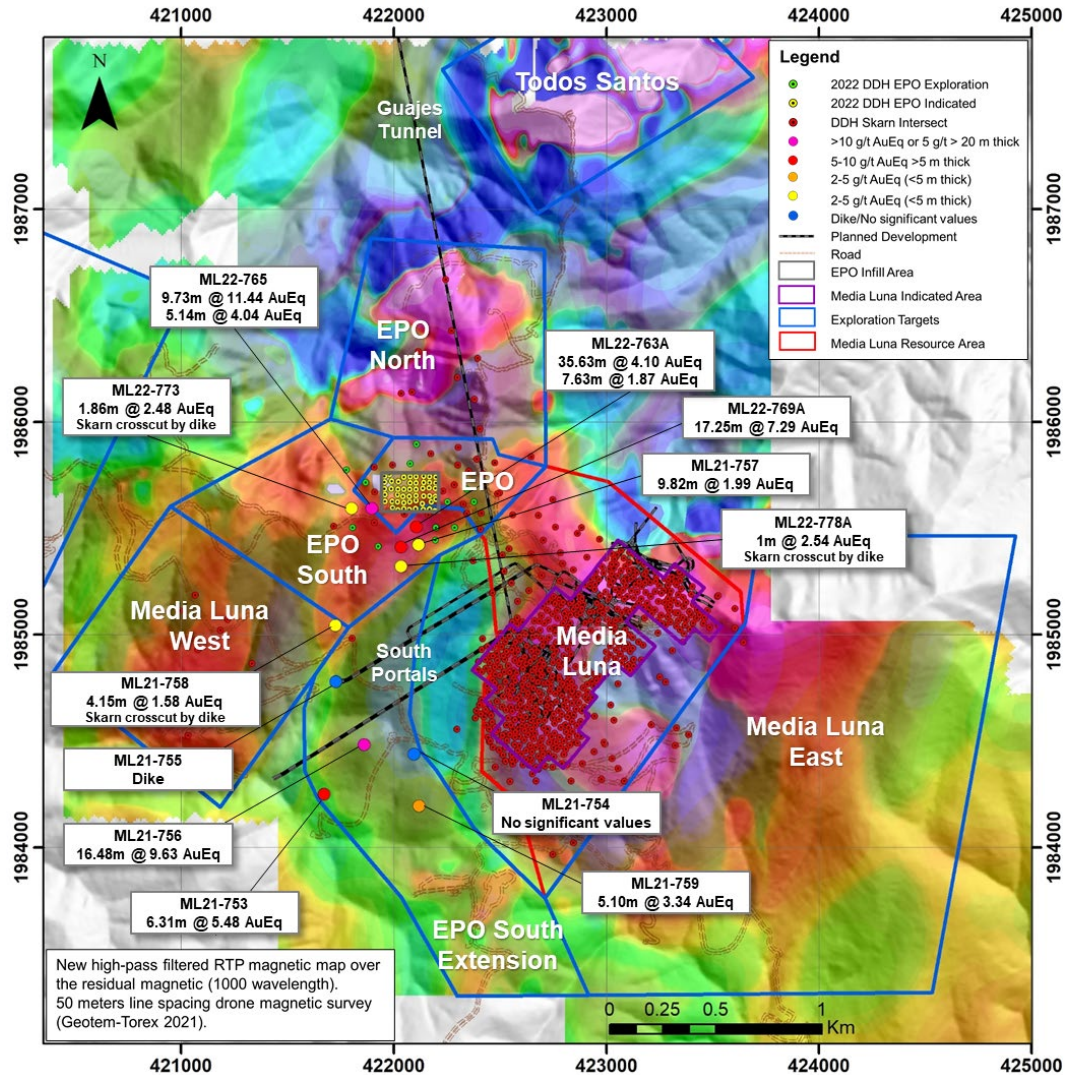 421000
422000
423000
424000
425000
N
Guajes
Tunnel
Todos Santos
Legend
2022 DDH EPO Exploration
2022 DDH EPO Indicated
DDH Skarn Intersect
>10 g/t AuEq or 5 g/t > 20 m thick
5-10 g/t AuEq >5 m thick
2-5 g/t AuEq (<5 m thick)
2-5 g/t AuEq (<5 m thick)
Dike/No significant values
Planned Development
Road
EPO Infill Area
Media Luna Indicated Area
Exploration Targets
Media Luna Resource Area
1987000
1987000
ML22-765
9.73m @ 11.44 AuEq
5.14m @ 4.04 AuEq
EPO
North
ML22-763A
35.63m @ 4.10 AuEq
7.63m @ 1.87 AuEq
ML22-773
1.86m @ 2.48 AuEq
Skarn crosscut by dike
ML22-769A
17.25m @ 7.29 AuEq
1986000
1986000
EPO
ML21-757
9.82m @ 1.99 AuEq
EPO
South
ML22-778A
1m @ 2.54 AuEq
Skarn crosscut by dike
Media Luna
West
Media
Luna
1985000
1985000
South
Portals
ML21-758
4.15m @ 1.58 AuEq
Skarn crosscut by dike
Media Luna
East
ML21-755
Dike
ML21-754
No significant values
ML21-756
16.48m @ 9.63 AuEq
1984000
1984000
ML21-759
5.10m @ 3.34 AuEq
ML21-753
6.31m @ 5.48 AuEq
EPO South
Extension
New high-pass filtered RTP magnetic map over
the residual magnetic (1000 wavelength).
50 meters line spacing drone magnetic survey
(Geotem-Torex 2021).
0 0.25 0.5 1
Km
421000
422000
423000
424000
425000